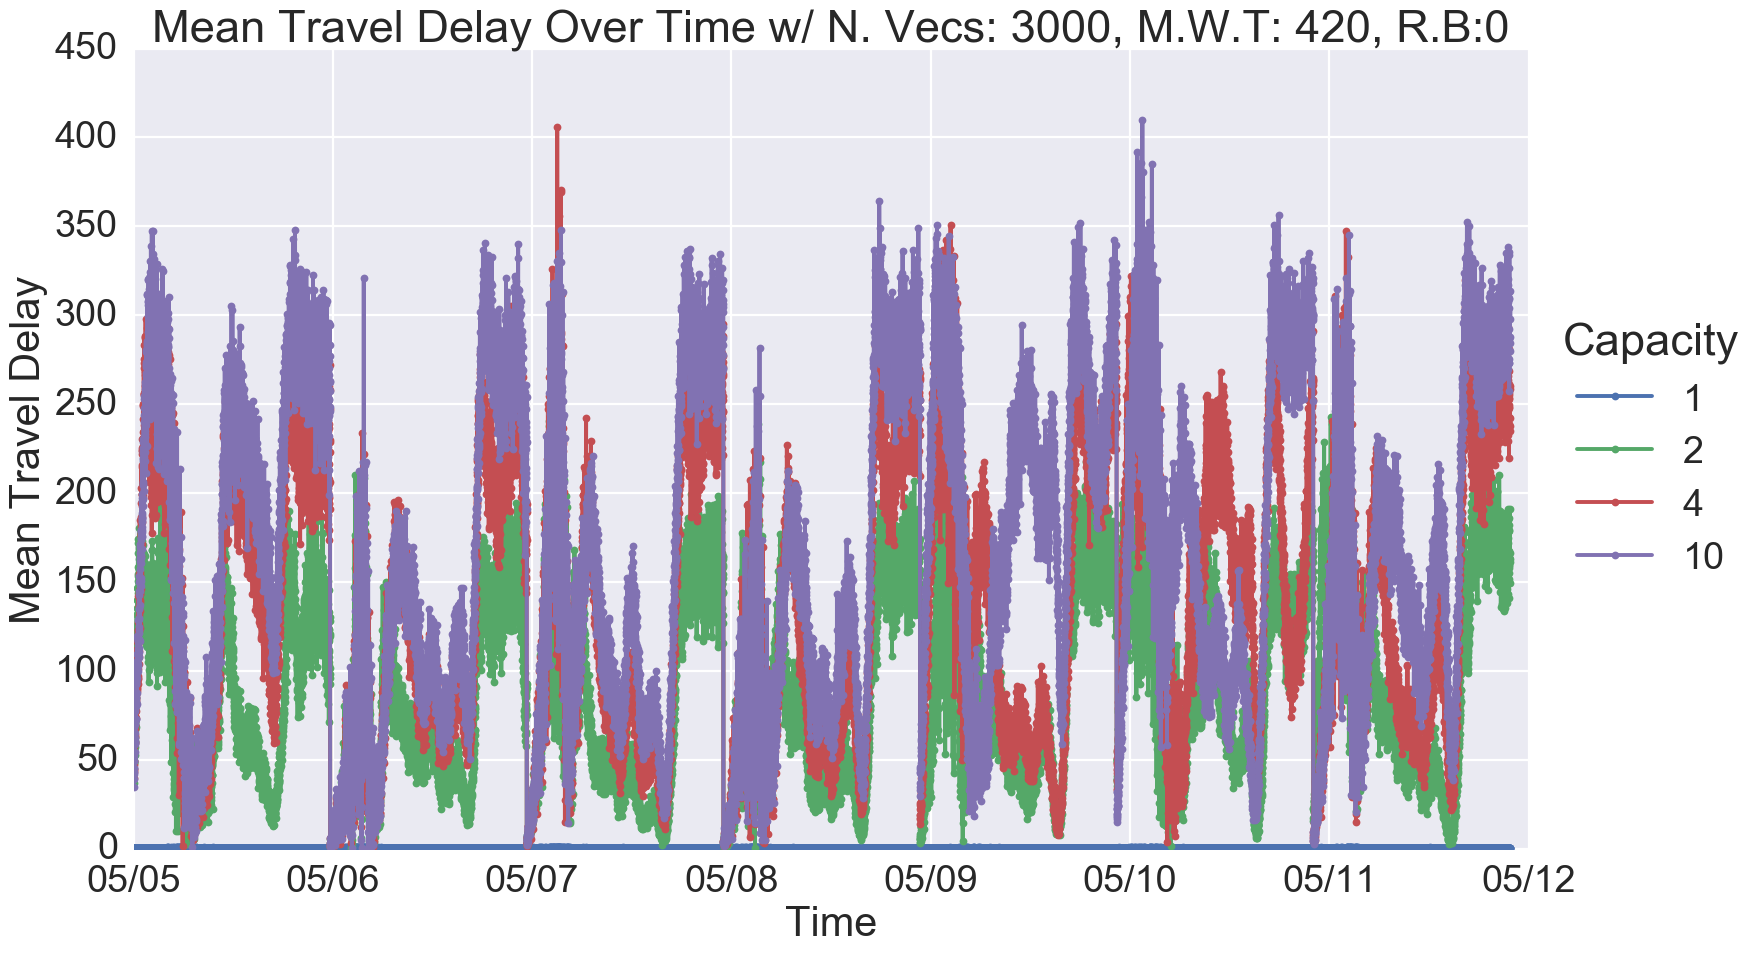 Mean Travel Delay Over Time w/ N. Vecs: 3000, M.W.T: 420, R.B:0
450
400
350
300
250
200
150
100
50
0
Mean Travel Delay
05/05 05/06 05/07 05/08 05/09 05/10 05/11 05/12
Time
Capacity
1
2
4
10